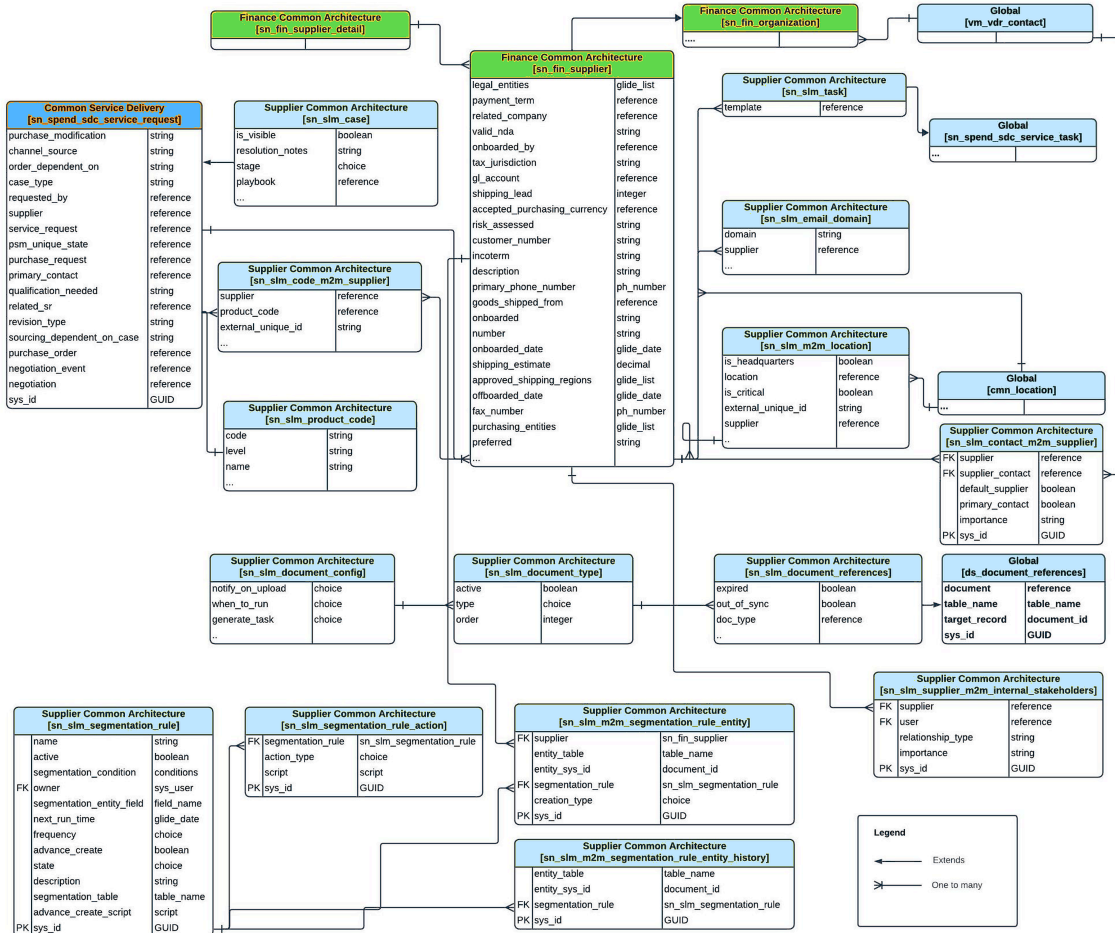 Finance Common Architecture
[sn_fin_supplier_detail]
Finance Common Architecture
[sn_fin_organization]
....
Global
[vm_vdr_contact]
Finance Common Architecture
[sn_fin_supplier]
legal_entities glide_list
payment_term reference
related_company reference
valid_nda string
onboarded_by reference
tax_jurisdiction string
gl_account reference
shipping_lead integer
accepted_purchasing_currency reference
risk_assessed string
customer_number string
incoterm string
description string
primary_phone_number ph_number
goods_shipped_from reference
onboarded string
number string
onboarded_date glide_date
shipping_estimate decimal
approved_shipping_regions glide_list
offboarded_date glide_date
fax_number ph_number
purchasing_entities glide_list
preferred string
...
Common Service Delivery
[sn_spend_sdc_service_request]
purchase_modification string
channel_source string
order_dependent_on string
case_type string
requested_by reference
supplier reference
service_request reference
psm_unique_state reference
purchase_request reference
primary_contact reference
qualification_needed string
related_sr reference
revision_type string
sourcing_dependent_on_case string
purchase_order reference
negotiation_event reference
negotiation reference
sys_id GUID
Supplier Common Architecture
[sn_slm_case]
is_visible boolean
resolution_notes string
stage choice
playbook reference
...
Supplier Common Architecture
[sn_slm_code_m2m_supplier]
supplier reference
product_code reference
external_unique_id string
...
Supplier Common Architecture
[sn_slm_product_code]
code string
level string
name string
...
Supplier Common Architecture
[sn_slm_task]
template reference
Global
[sn_spend_sdc_service_task]
...
Supplier Common Architecture
[sn_slm_email_domain]
domain string
supplier reference
...
Supplier Common Architecture
[sn_slm_m2m_location]
is_headquarters boolean
location reference
is_critical boolean
external_unique_id string
supplier reference
..
Global
[cmn_location]
...
Supplier Common Architecture
[sn_slm_contact_m2m_supplier]
FK supplier reference
FK supplier_contact reference
default_supplier boolean
primary_contact boolean
importance string
PK sys_id GUID
Supplier Common Architecture
[sn_slm_document_config]
notify_on_upload choice
when_to_run choice
generate_task choice
..
Supplier Common Architecture
[sn_slm_document_type]
active boolean
type choice
order integer
Supplier Common Architecture
[sn_slm_document_references]
expired boolean
out_of_sync boolean
doc_type reference
..
Global
[ds_document_references]
document reference
table_name table_name
target_record document_id
sys_id GUID
Supplier Common Architecture
[sn_slm_supplier_m2m_internal_stakeholders]
FK supplier reference
FK user reference
relationship_type string
importance string
PK sys_id GUID
Supplier Common Architecture
[sn_slm_segmentation_rule]
name string
active boolean
segmentation_condition conditions
FK owner sys_user
segmentation_entity_field field_name
next_run_time glide_date
frequency choice
advance_create boolean
state choice
description string
segmentation_table table_name
advance_create_script script
PK sys_id GUID
Supplier Common Architecture
[sn_slm_segmentation_rule_action]
FK segmentation_rule sn_slm_segmentation_rule
action_type choice
script script
PK sys_id GUID
Supplier Common Architecture
[sn_slm_m2m_segmentation_rule_entity]
FK supplier sn_fin_supplier
entity_table table_name
entity_sys_id document_id
FK segmentation_rule sn_slm_segmentation_rule
creation_type choice
PK sys_id GUID
Supplier Common Architecture
[sn_slm_m2m_segmentation_rule_entity_history]
entity_table table_name
entity_sys_id document_id
FK segmentation_rule sn_slm_segmentation_rule
PK sys_id GUID
Legend
Extends
One to many